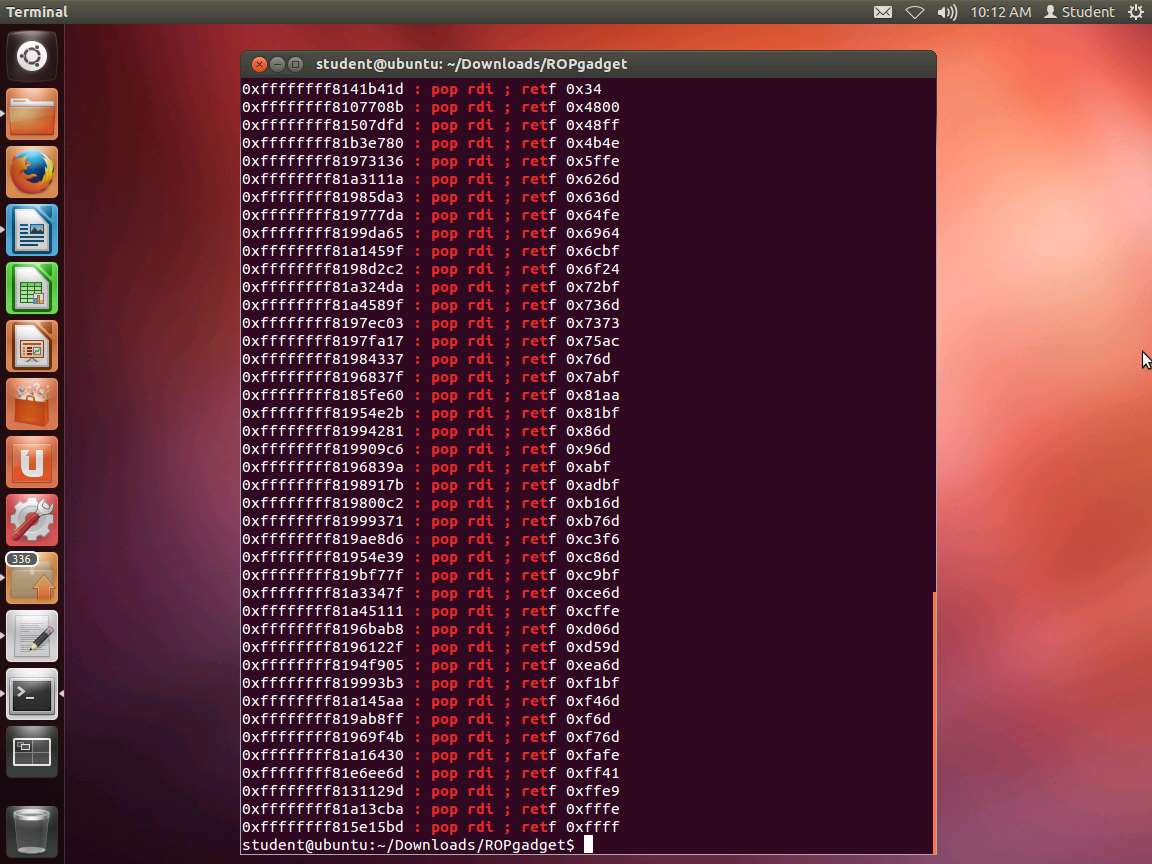 Terminal
10:12 AM
Student
student@ubuntu: ~/Downloads/ROPgadget
0xffffffff8141b41d : pop rdi ; retf 0x34
0xffffffff8107708b : pop rdi ; retf 0x4800
0xffffffff81507dfd : pop rdi ; retf 0x48ff
0xffffffff81b3e780 : pop rdi ; retf 0x4b4e
0xffffffff81973136 : pop rdi ; retf 0x5ffe
0xffffffff81a3111a : pop rdi ; retf 0x626d
0xffffffff81985da3 : pop rdi ; retf 0x636d
0xffffffff819777da : pop rdi ; retf 0x64fe
0xffffffff8199da65 : pop rdi ; retf 0x6964
0xffffffff81a1459f : pop rdi ; retf 0x6cbf
0xffffffff8198d2c2 : pop rdi ; retf 0x6f24
0xffffffff81a324da : pop rdi ; retf 0x72bf
0xffffffff81a4589f : pop rdi ; retf 0x736d
0xffffffff8197ec03 : pop rdi ; retf 0x7373
0xffffffff8197fa17 : pop rdi ; retf 0x75ac
0xffffffff81984337 : pop rdi ; retf 0x76d
0xffffffff8196837f : pop rdi ; retf 0x7abf
0xffffffff8185fe60 : pop rdi ; retf 0x81aa
0xffffffff81954e2b : pop rdi ; retf 0x81bf
0xffffffff81994281 : pop rdi ; retf 0x86d
0xffffffff819909c6 : pop rdi ; retf 0x96d
0xffffffff8196839a : pop rdi ; retf 0xabf
0xffffffff8198917b : pop rdi ; retf 0xadbf
0xffffffff819800c2 : pop rdi ; retf 0xb16d
0xffffffff81999371 : pop rdi ; retf 0xb76d
0xffffffff819ae8d6 : pop rdi ; retf 0xc3f6
0xffffffff81954e39 : pop rdi ; retf 0xc86d
0xffffffff819bf77f : pop rdi ; retf 0xc9bf
0xffffffff81a3347f : pop rdi ; retf 0xce6d
0xffffffff81a45111 : pop rdi ; retf 0xcffe
0xffffffff8196bab8 : pop rdi ; retf 0xd06d
0xffffffff8196122f : pop rdi ; retf 0xd59d
0xffffffff8194f905 : pop rdi ; retf 0xea6d
0xffffffff819993b3 : pop rdi ; retf 0xf1bf
0xffffffff81a145aa : pop rdi ; retf 0xf46d
0xffffffff819ab8ff : pop rdi ; retf 0xf6d
0xffffffff81969f4b : pop rdi ; retf 0xf76d
0xffffffff81a16430 : pop rdi ; retf 0xfafe
0xffffffff81e6ee6d : pop rdi ; retf 0xff41
0xffffffff8131129d : pop rdi ; retf 0xffe9
0xffffffff81a13cba : pop rdi ; retf 0xfffe
0xffffffff815e15bd : pop rdi ; retf 0xffff
student@ubuntu:~/Downloads/ROPgadget$
336